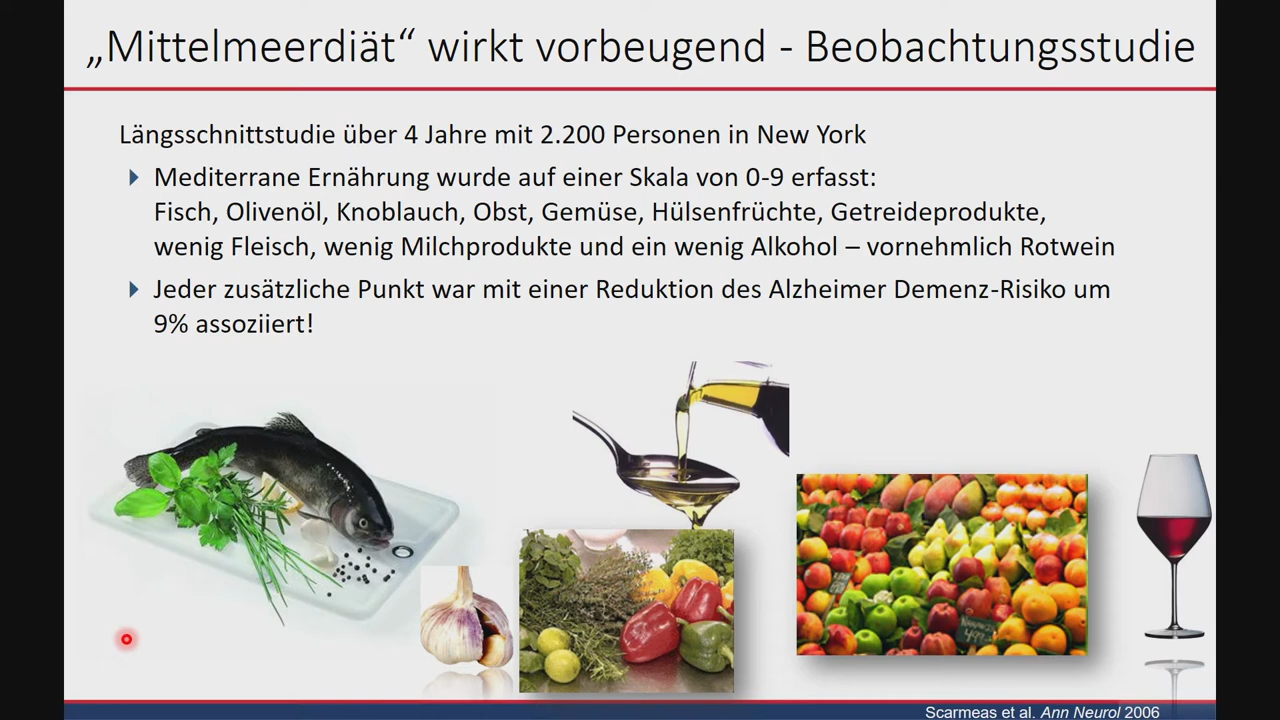 „Mittelmeerdiät“ wirkt vorbeugend - Beobachtungsstudie
Längsschnittstudie über 4 Jahre mit 2.200 Personen in New York
Mediterrane Ernährung wurde auf einer Skala von 0-9 erfasst:
Fisch, Olivenöl, Knoblauch, Obst, Gemüse, Hülsenfrüchte, Getreideprodukte,
wenig Fleisch, wenig Milchprodukte und ein wenig Alkohol – vornehmlich Rotwein
Jeder zusätzliche Punkt war mit einer Reduktion des Alzheimer Demenz-Risiko um
9% assoziiert!
Scarmeas et al. Ann Neurol 2006